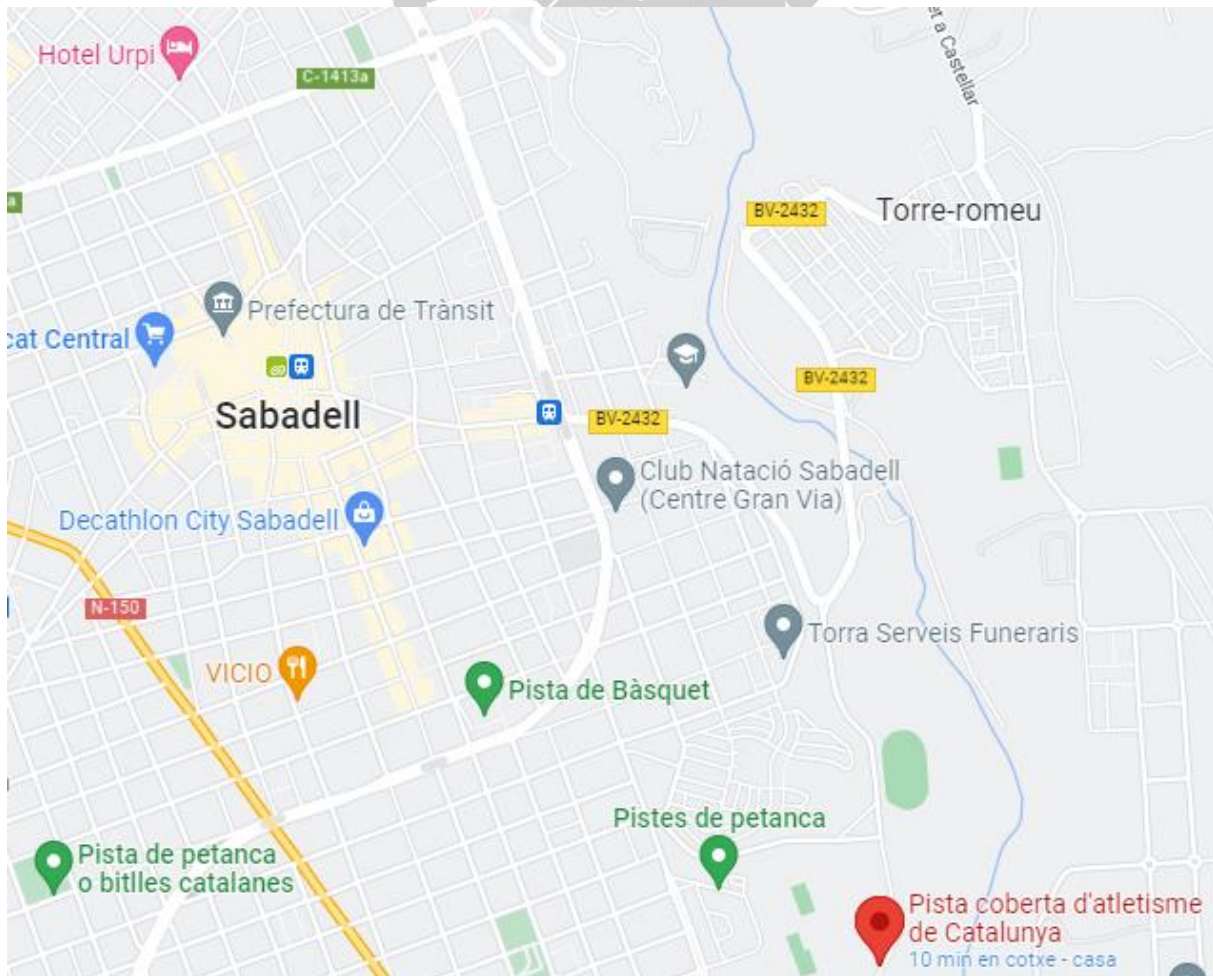 et a Castellar
Hotel Urpi
C-1413a
a
BV-2432
Torre-romeu
Prefectura de Trànsit
cat Central
BV-2432
Sabadell
BV-2432
Club Natació Sabadell
(Centre Gran Via)
Decathlon City Sabadell
N-150
Torra Serveis Funeraris
VICIO
Pista de Bàsquet
Pistes de petanca
Pista de petanca
o bitlles catalanes
Pista coberta d'atletisme
de Catalunya
10 min en cotxe - casa